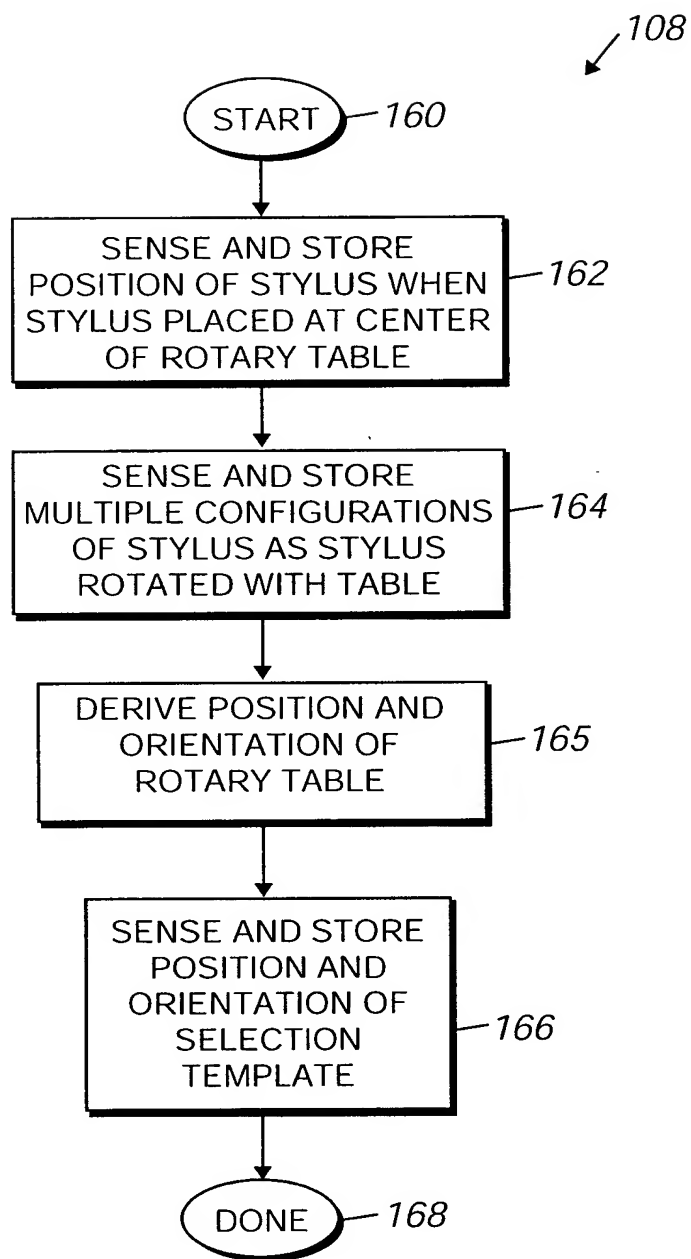 108
START
160
SENSE AND STORE
POSITION OF STYLUS WHEN
STYLUS PLACED AT CENTER
OF ROTARY TABLE
162
SENSE AND STORE
MULTIPLE CONFIGURATIONS
OF STYLUS AS STYLUS
ROTATED WITH TABLE
164
DERIVE POSITION AND
ORIENTATION OF
ROTARY TABLE
165
SENSE AND STORE
POSITION AND
ORIENTATION OF
SELECTION
TEMPLATE
166
DONE
168